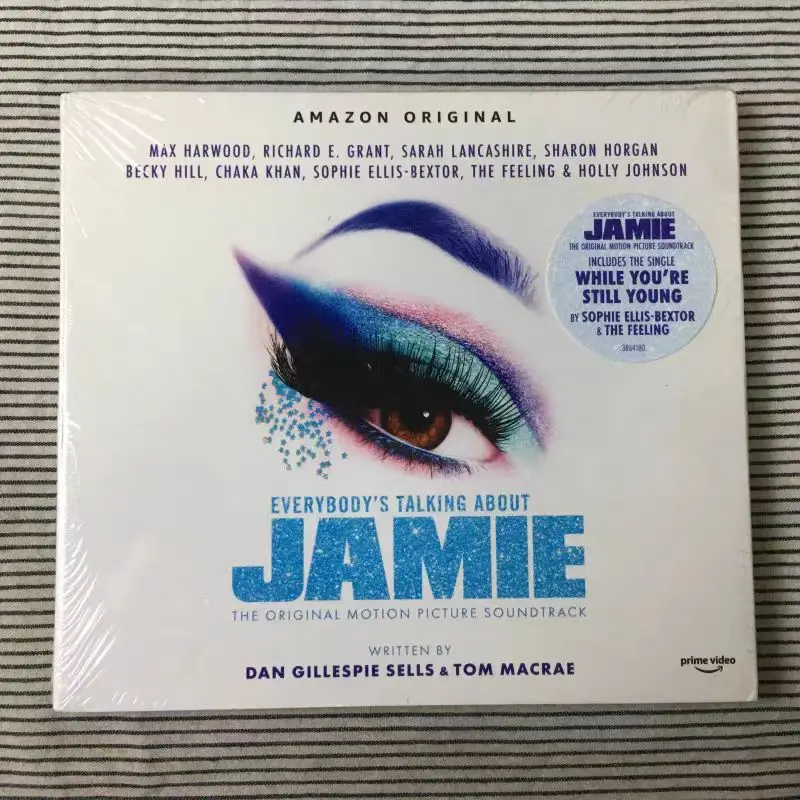 AMAZON ORIGINAL
MAX HARWOOD, RICHARD E. GRANT, SARAH LANCASHIRE, SHARON HORGAN
BECKY HILL, CHAKA KHAN, SOPHIE ELLIS-BEXTOR, THE FEELING & HOLLY JOHNSON
EVERYBODY'S TALKING ABOUT
JAMIE
THE ORIGINAL MOTION PICTURE SOUNDTRACK
INCLUDES THE SINGLE
WHILE YOU'RE
STILL YOUNG
BY SOPHIE ELLIS-BEXTOR
& THE FEELING
3864180
EVERYBODY'S TALKING ABOUT
JAMIE
THE ORIGINAL MOTION PICTURE SOUNDTRACK
WRITTEN BY
DAN GILLESPIE SELLS & TOM MACRAE
prime video